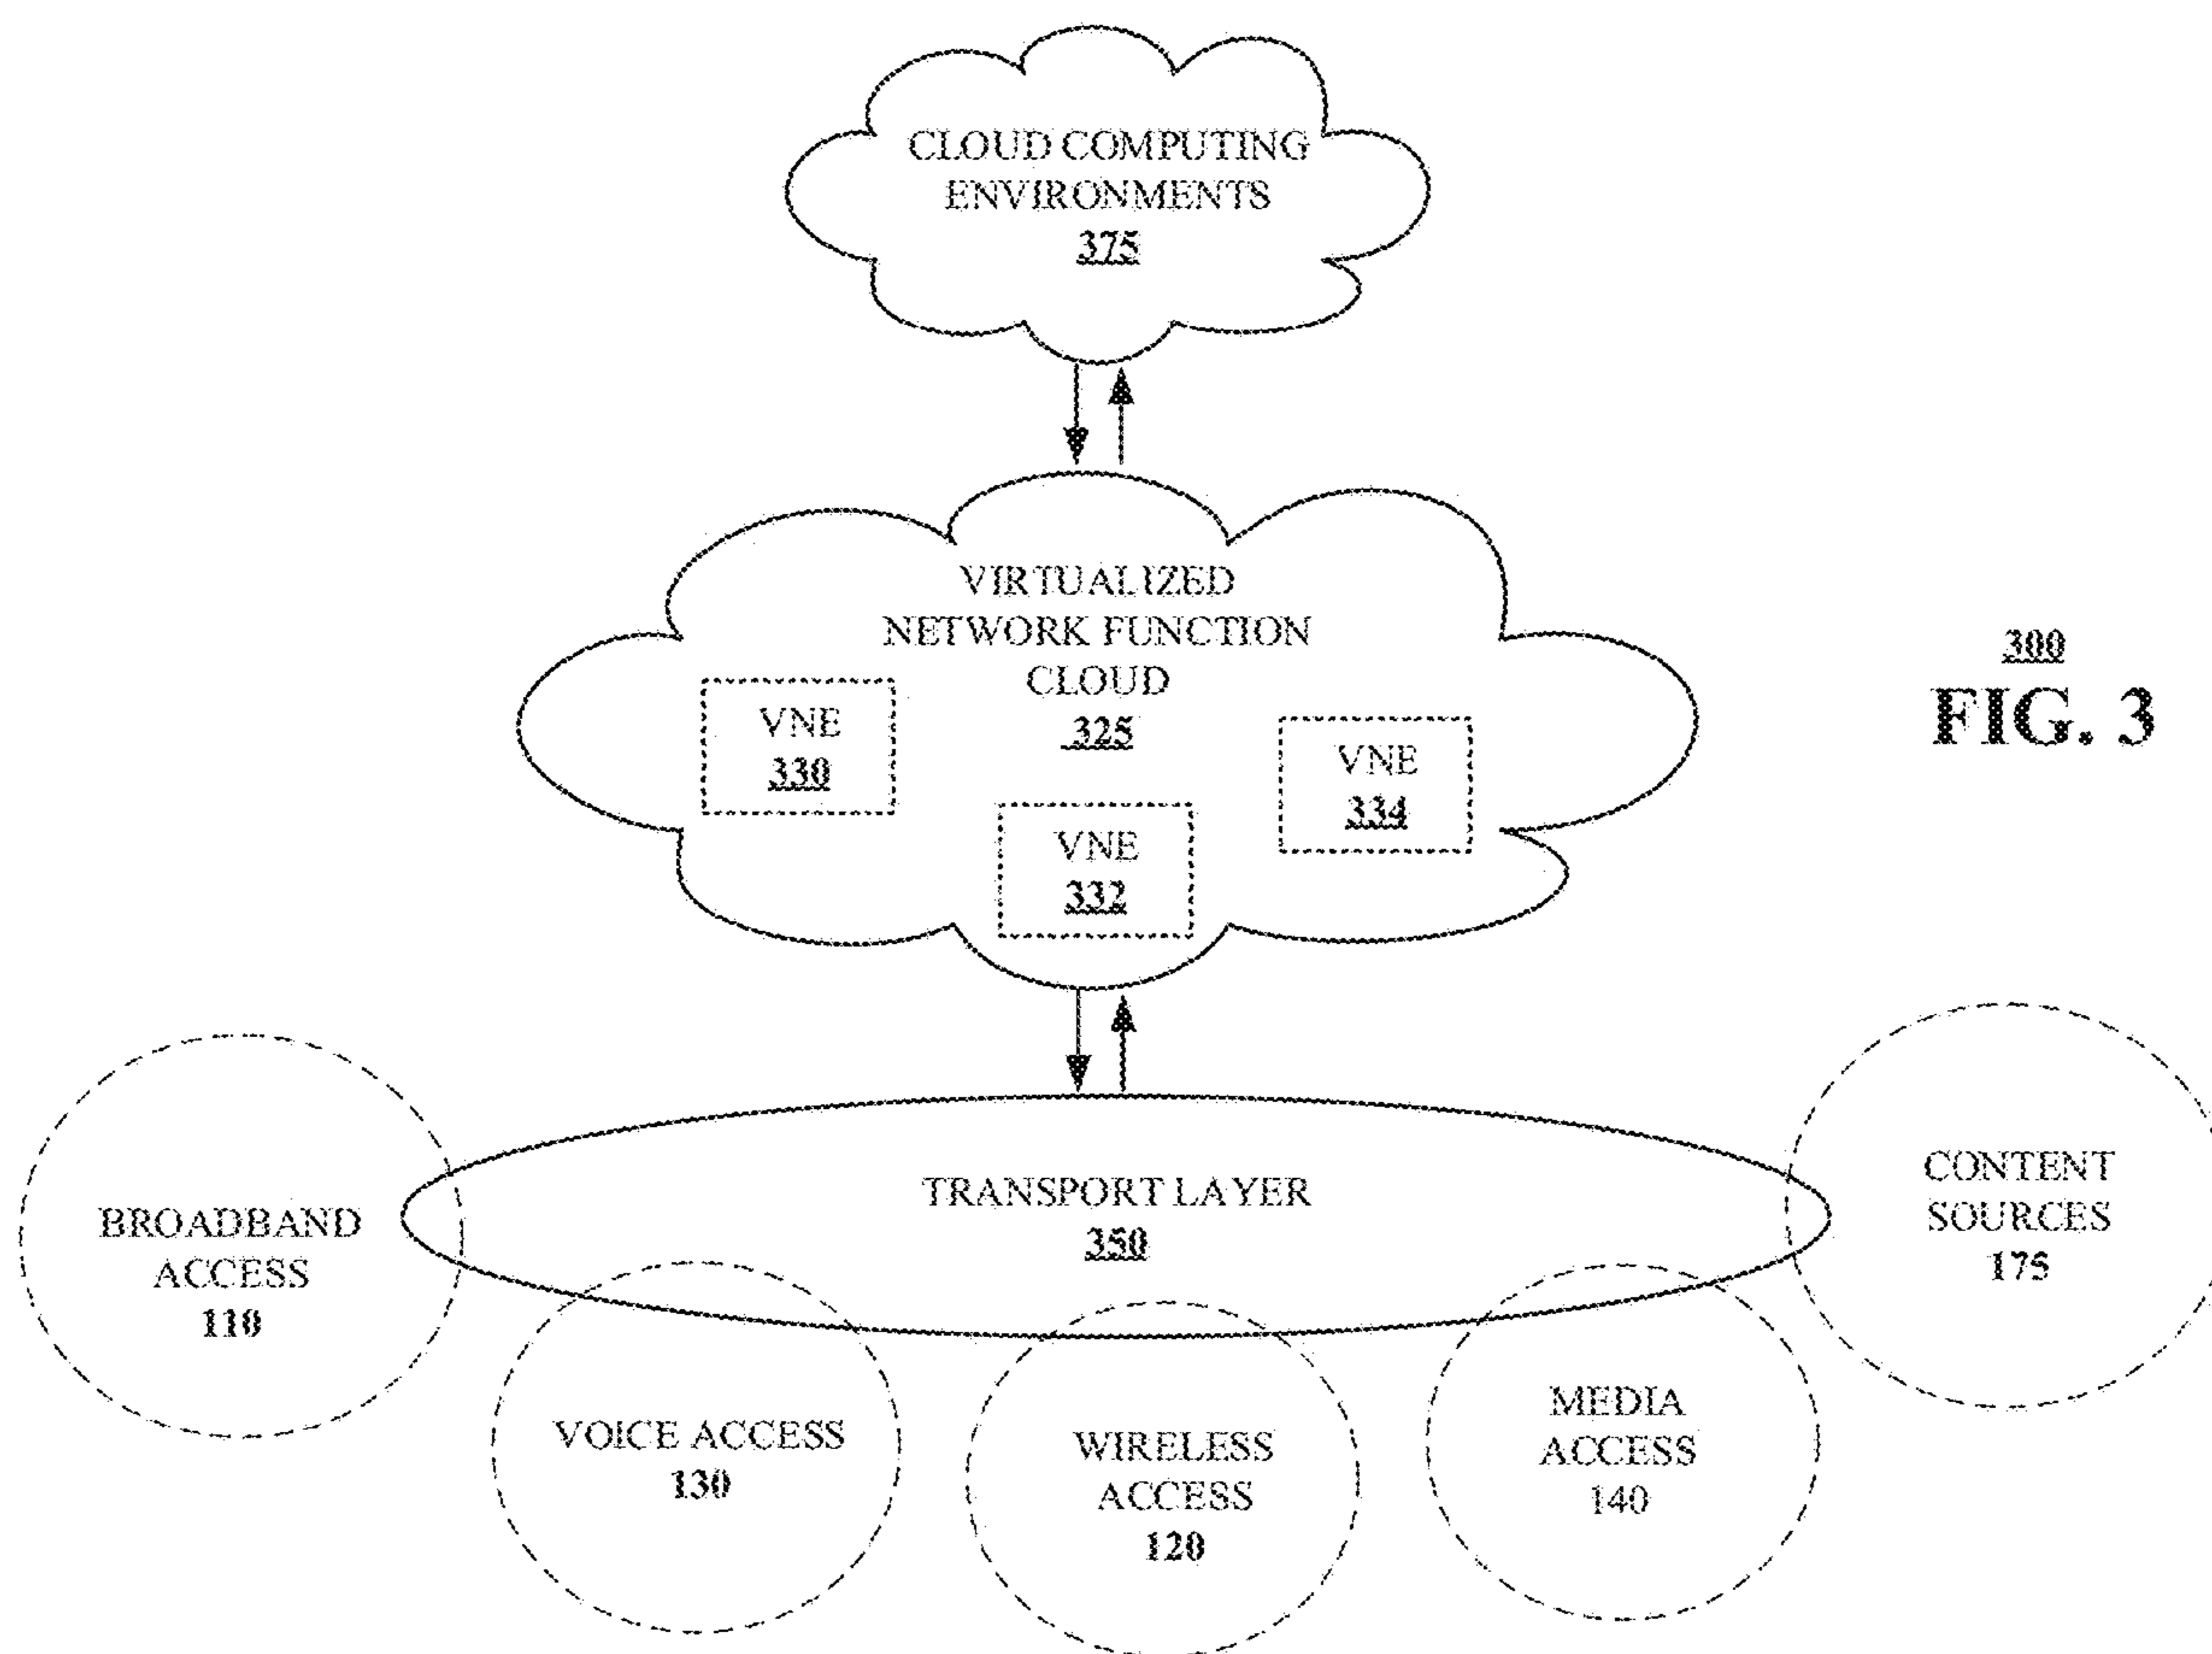 CLOUD COMPUTING
ENVIRONMENTS
375
VIRTUALIZED
NETWORK FUNCTION
CLOUD
325
VNE
330
VNE
332
VNE
334
300
FIG. 3
TRANSPORT LAYER
350
BROADBAND
ACCESS
110
VOICE ACCESS
130
WIRELESS
ACCESS
120
MEDIA
ACCESS
140
CONTENT
SOURCES
175